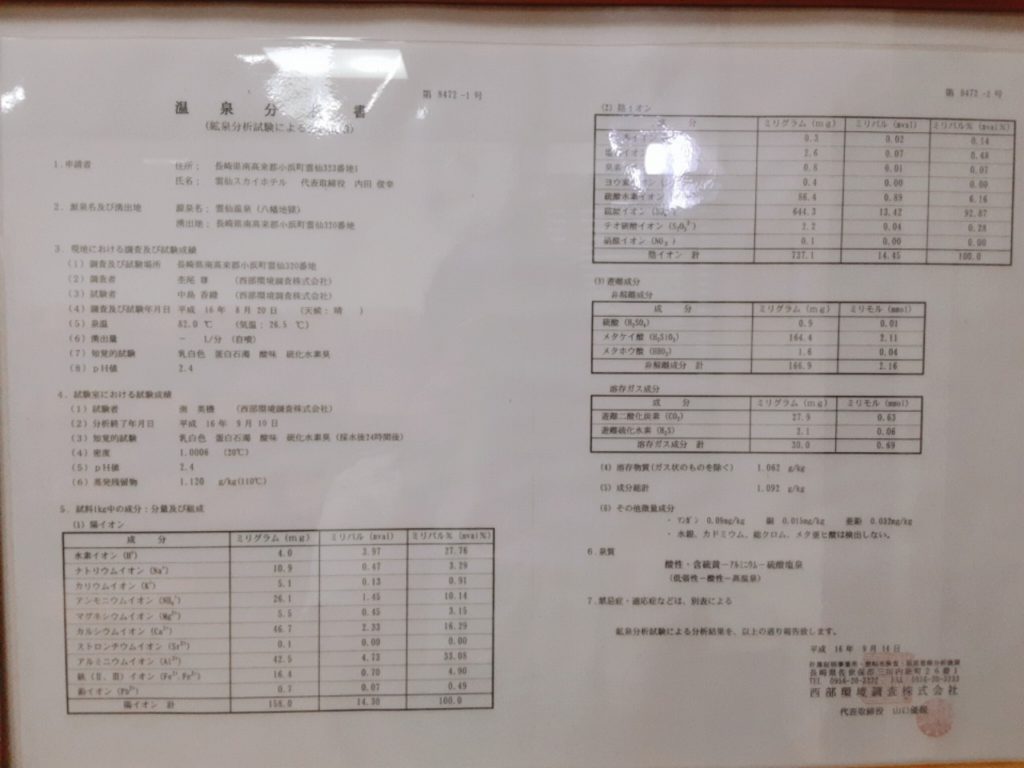 第 8472 -1 号
温 泉 分 書
(鉱泉分析試験による
1.申請者 住所； 長崎県南高来郡小浜町雲仙323番地1
氏名； 雲仙スカイホテル 代表取締役 内田
2. 源泉名及び湧出地 源泉名；雲仙温泉（八幡地獄）
湧出地；長崎県南高来郡小浜町雲仙320番地
3. 現地における調査及び試験成績
(1) 調査及び試験場所 長崎県南高来郡小浜町雲仙320番地
(2) 調査者 （西部環境調査株式会社）
(3) 試験者 中島 香織 （西部環境調査株式会社）
(4) 調査及び試験年月日 平成 16年 8月20日 （天候：晴 ）
(5) 泉温 82.0 ℃ （気温；26.5 ℃）
(6) 湧出量 － L/分（自噴）
(7) 知覚的試験 乳白色 蛋白石濁 酸味 硫化水素臭
(8) pH値 2.4
4. 試験室における試験成績
(1) 試験者 （西部環境調査株式会社）
(2) 分析終了年月日 平成 16年 9月10日
(3) 知覚的試験 乳白色 蛋白石濁 酸味 硫化水素臭（採水後24時間後）
(4) 密度 1.0006 (20℃)
(5) pH値 2.4
(6) 蒸発残留物 1.120 g/kg(110℃)
5. 試料1kg中の成分；分量及び組成
(1) 陽イオン
成 分 ミリグラム（mg） ミリバル（mval） ミリバル％（mval％）
水素イオン(H⁺) 4.0 3.97 27.76
ナトリウムイオン(Na⁺) 10.9 0.47 3.29
カリウムイオン(K⁺) 5.1 0.13 0.91
アンモニウムイオン(NH₄⁺) 26.1 1.45 10.14
マグネシウムイオン(Mg²⁺) 5.5 0.45 3.15
カルシウムイオン(Ca²⁺) 46.7 2.33 16.29
ストロンチウムイオン(Sr²⁺) 0.1 0.00 0.00
アルミニウムイオン(Al³⁺) 42.5 4.73 33.08
鉄(Ⅱ、Ⅲ)イオン(Fe²⁺,Fe³⁺) 16.4 0.70 4.90
鉛イオン(Pb²⁺) 0.7 0.07 0.49
陽イオン 計 158.0 14.30 100.0
第 8472 -2 号
(2) 陰イオン
成 分 ミリグラム（mg） ミリバル（mval） ミリバル％（mval％）
イオン 0.3 0.02 0.14
イオン 2.6 0.07 0.48
0.8 0.01 0.07
ヨウ素イオン 0.4 0.00 0.00
硫酸水素イオン 86.4 0.89 6.16
硫酸イオン 644.3 13.42 92.87
チオ硫酸イオン(S₂O₃²⁻) 2.2 0.04 0.28
硝酸イオン(NO₃⁻) 0.1 0.00 0.00
陰イオン 計 737.1 14.45 100.0
(3) 遊離成分
非解離成分
成 分 ミリグラム（mg） ミリモル（mmol）
硫酸(H₂SO₄) 0.9 0.01
メタケイ酸(H₂SiO₃) 164.4 2.11
メタホウ酸(HBO₂) 1.6 0.04
非解離成分 計 166.9 2.16
溶存ガス成分
成 分 ミリグラム（mg） ミリモル（mmol）
遊離二酸化炭素(CO₂) 27.9 0.63
遊離硫化水素(H₂S) 2.1 0.06
溶存ガス成分 計 30.0 0.69
(4) 溶存物質(ガス状のものを除く) 1.062 g/kg
(5) 成分総計 1.092 g/kg
(6) その他微量成分
・ マンガン 0.09mg/kg 銅 0.015mg/kg 亜鉛 0.032mg/kg
・ 水銀、カドミウム、総クロム、メタ亜ヒ酸は検出しない。
6. 泉質
酸性・含硫黄－アルミニウム－硫酸塩泉
（低張性－酸性－高温泉）
7. 禁忌症・適応症などは、別表による
鉱泉分析試験による分析結果を、以上の通り報告致します。
平成 16年 9月14日
西部環境調査株式会社
代表取締役 山口